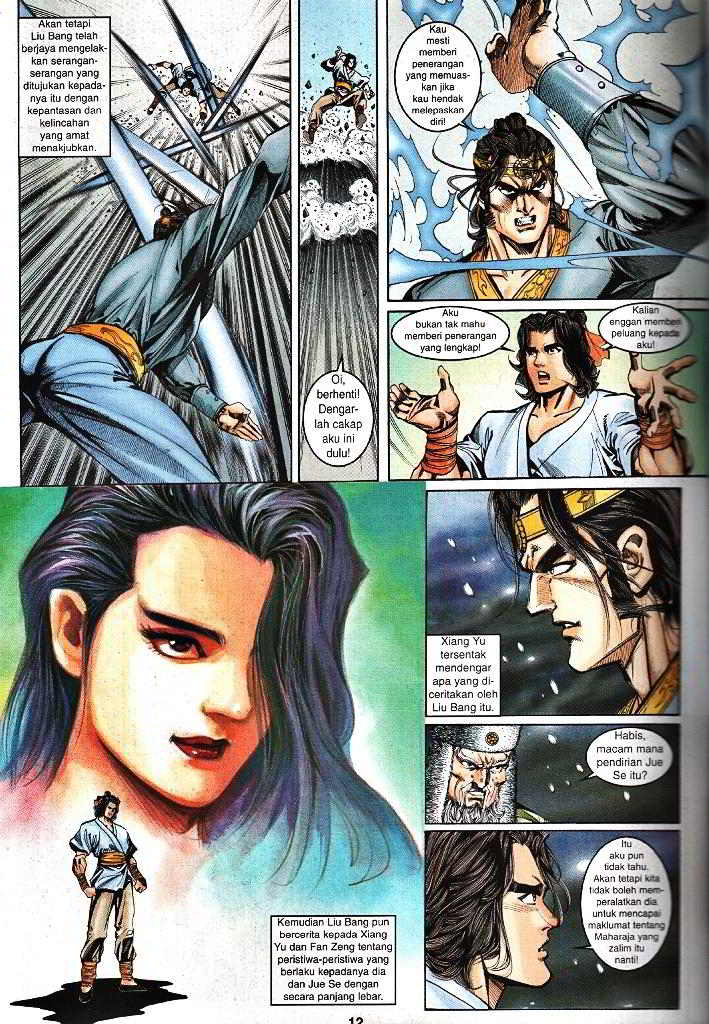 Akan tetapi
Liu Bang telah
berjaya mengelak-
kan serangan-
serangan yang
ditujukan kepada-
nya itu dengan
kepantasan dan
kelincahan
yang amat
menakjubkan.
Oi,
berhenti!
Dengar-
lah cakap
aku ini
dulu!
Kau
mesti
memberi
penerangan
yang memuas-
kan jika
kau hendak
melepaskan
diri!
Aku
bukan tak mahu
memberi penerangan
yang lengkap!
Kalian
enggan memberi
peluang kepada
aku!
Kemudian Liu Bang pun
bercerita kepada Xiang
Yu dan Fan Zeng tentang
peristiwa-peristiwa yang
berlaku kepadanya dia
dan Jue Se dengan
secara panjang lebar.
Xiang Yu
tersentak
mendengar
apa yang di-
ceritakan oleh
Liu Bang itu.
Habis,
macam mana
pendirian Jue
Se itu?
Itu
aku pun
tidak tahu.
Akan tetapi kita
tidak boleh mem-
peralatkan dia
untuk mencapai
maklumat tentang
Maharaja yang
zalim itu
nanti!
12